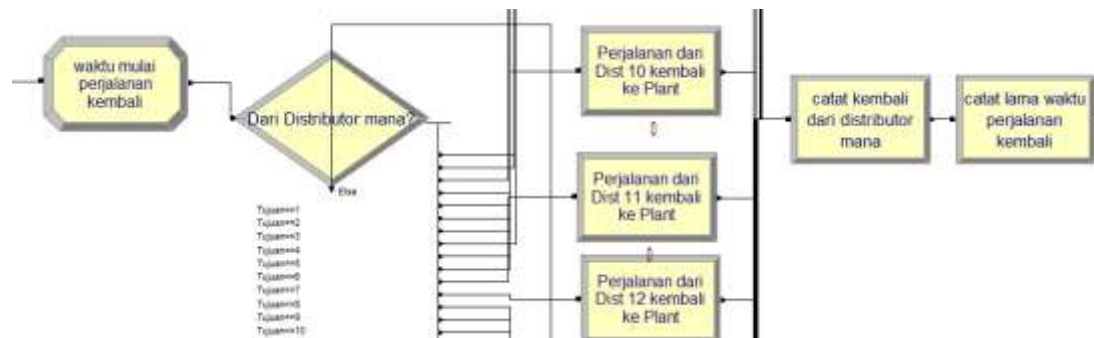 waktu mulai
perjalanan
kembali
Dari Distributor mana?
Else
Tujuan==1
Tujuan==2
Tujuan==3
Tujuan==4
Tujuan==5
Tujuan==6
Tujuan==7
Tujuan==8
Tujuan==9
Tujuan==10
Perjalanan dari
Dist 10 kembali
ke Plant
0
Perjalanan dari
Dist 11 kembali
ke Plant
0
Perjalanan dari
Dist 12 kembali
ke Plant
catat kembali
dari distributor
mana
catat lama waktu
perjalanan
kembali